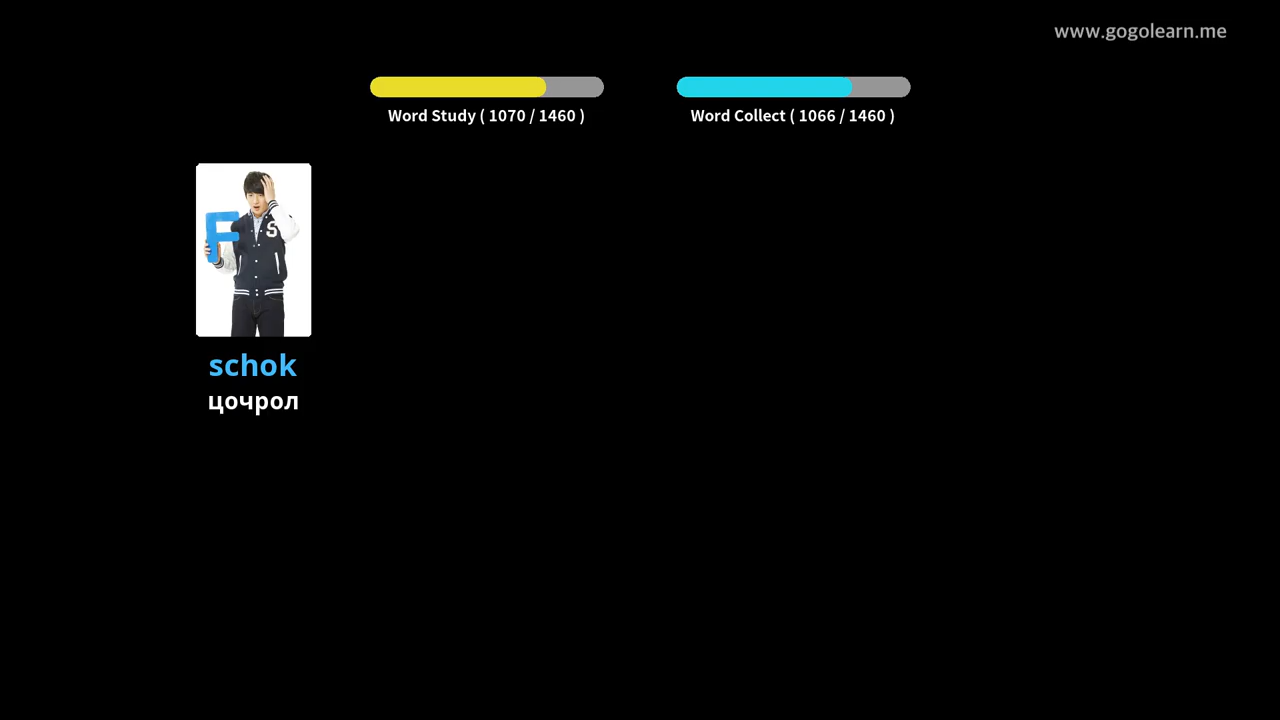 www.gogolearn.me
Word Study ( 1070 / 1460 )
Word Collect ( 1066 / 1460 )
F
S
schok
цочрол